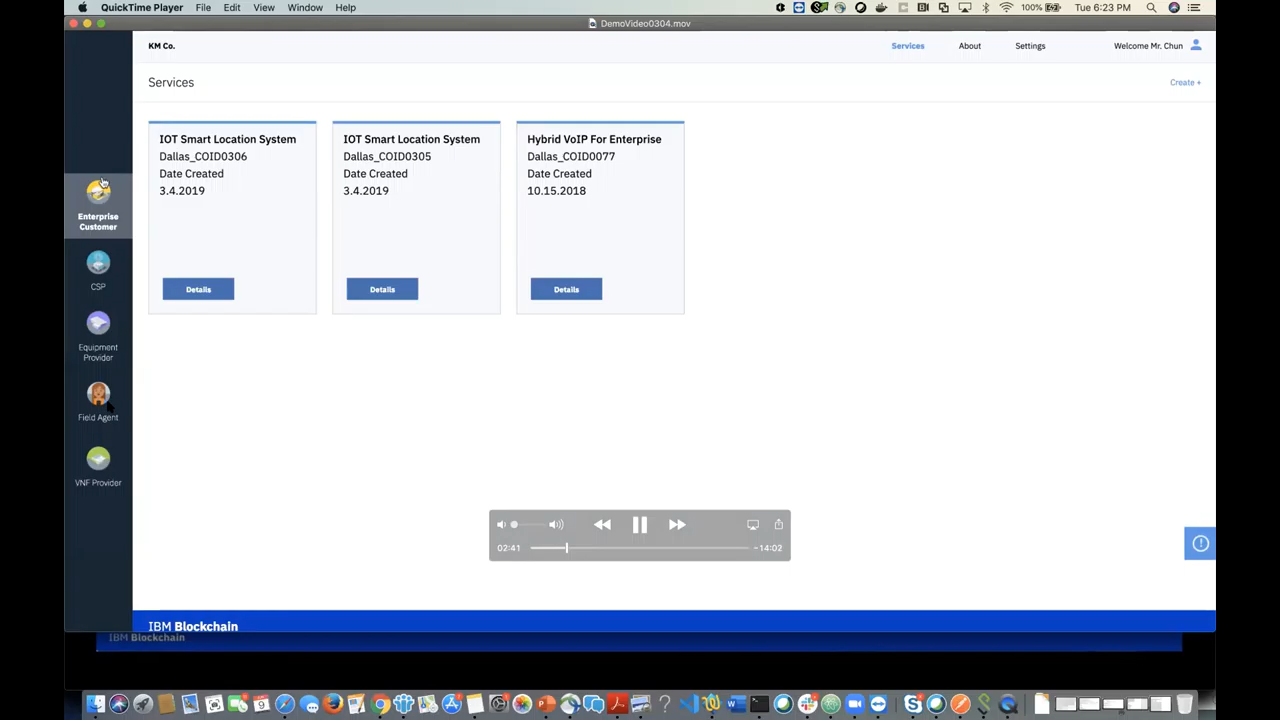 QuickTime Player File Edit View Window Help
100% Tue 6:23 PM
DemoVideo0304.mov
KM Co.
Services About Settings Welcome Mr. Chun
Services
Create +
IOT Smart Location System
Dallas_COID0306
Date Created
3.4.2019
Details
IOT Smart Location System
Dallas_COID0305
Date Created
3.4.2019
Details
Hybrid VoIP For Enterprise
Dallas_COID0077
Date Created
10.15.2018
Details
Enterprise
Customer
CSP
Equipment
Provider
Field Agent
VNF Provider
02:41
-14:02
IBM Blockchain
IBM Blockchain